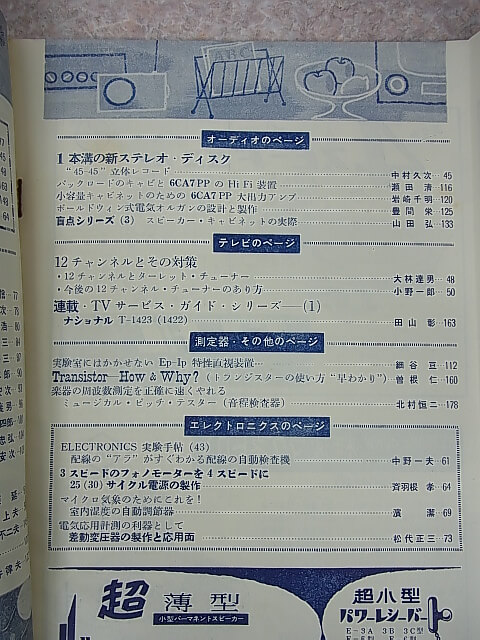 ABC
オーディオのページ
1本溝の新ステレオ・ディスク
“45-45” 立体レコード 中村久次 45
バックロードのキャビと 6CA7PP の Hi Fi 装置 瀬田 清 116
小容量キャビネットのための 6CA7PP 大出力アンプ 岩崎千明 120
ボールドウィン式電気オルガンの設計と製作 豊間 栄 125
盲点シリーズ (3) スピーカー・キャビネットの実際 山田 弘 133
テレビのページ
12チャンネルとその対策
・12チャンネルとターレット・チューナー 大林達男 48
・今後の12チャンネル・チューナーのあり方 小野一郎 50
連載・TV サービス・ガイド・シリーズ―(1)
ナショナル T-1423 (1422) 田山 彰 163
測定器・その他のページ
実験室にはかかせない Ep-Ip 特性直視装置 細谷 亘 112
Transistor―How & Why? (トランジスターの使い方“早わかり”) 曽根 仁 160
楽器の周波数測定を正確に速くやれる
ミュージカル・ピッチ・テスター (音程検査器) 北村恒二 178
エレクトロニクスのページ
ELECTRONICS 実験手帖 (43)
配線の“アラ”がすぐわかる配線の自動検査機 中野一夫 61
3 スピードのフォノモーターを 4 スピードに
25 (30) サイクル電源の製作 斉羽根 孝 64
マイクロ気象のためにこれを!
室内湿度の自動調節器 濱 潔 69
電気応用計測の利器として
差動変圧器の製作と応用面 松代正三 73
超薄型
小型パーマネントスピーカー
超小型
パワーレシーバー
E-3A 3B 3C型